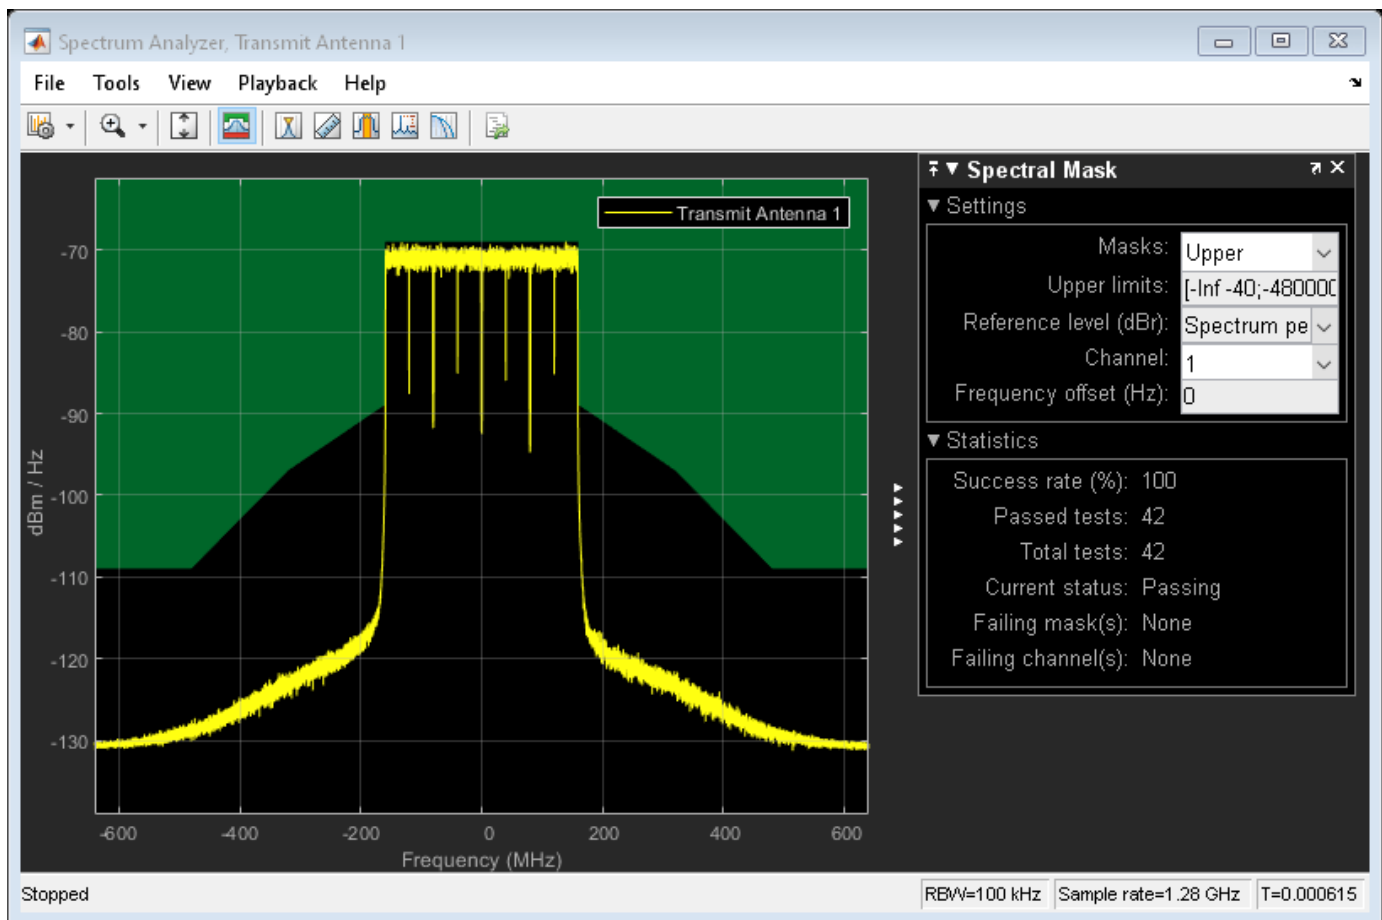 Spectrum Analyzer, Transmit Antenna 1
File Tools View Playback Help
Transmit Antenna 1
-70
-80
-90
-100
-110
-120
-130
dBm / Hz
-600 -400 -200 0 200 400 600
Frequency (MHz)
Spectral Mask
Settings
Masks: Upper
Upper limits: [-Inf -40;-480000
Reference level (dBr): Spectrum pe
Channel: 1
Frequency offset (Hz): 0
Statistics
Success rate (%): 100
Passed tests: 42
Total tests: 42
Current status: Passing
Failing mask(s): None
Failing channel(s): None
Stopped
RBW=100 kHz Sample rate=1.28 GHz T=0.000615